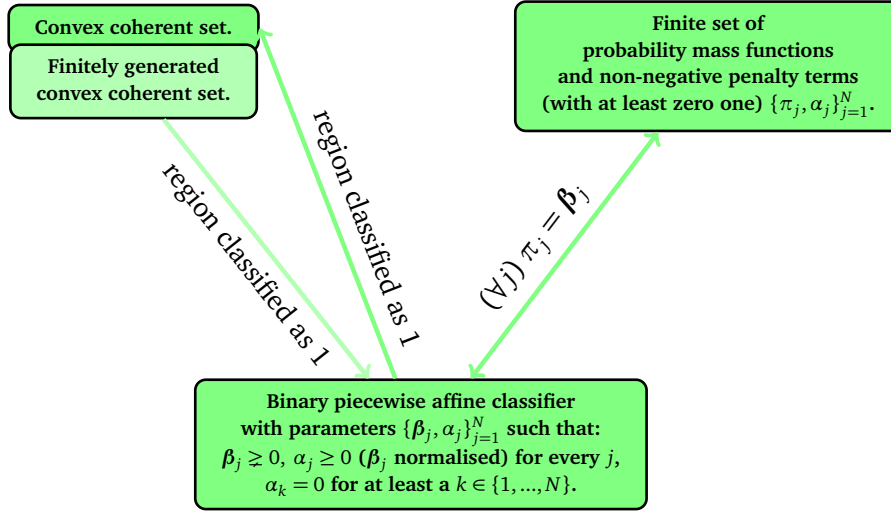 Convex coherent set.
Finitely generated
convex coherent set.
Finite set of
probability mass functions
and non-negative penalty terms
(with at least zero one) {π_j, α_j}_{j=1}^N.
region classified as 1
region classified as 1
(∀j) π_j = β_j
Binary piecewise affine classifier
with parameters {β_j, α_j}_{j=1}^N such that:
β_j ⪈ 0, α_j ≥ 0 (β_j normalised) for every j,
α_k = 0 for at least a k ∈ {1, ..., N}.